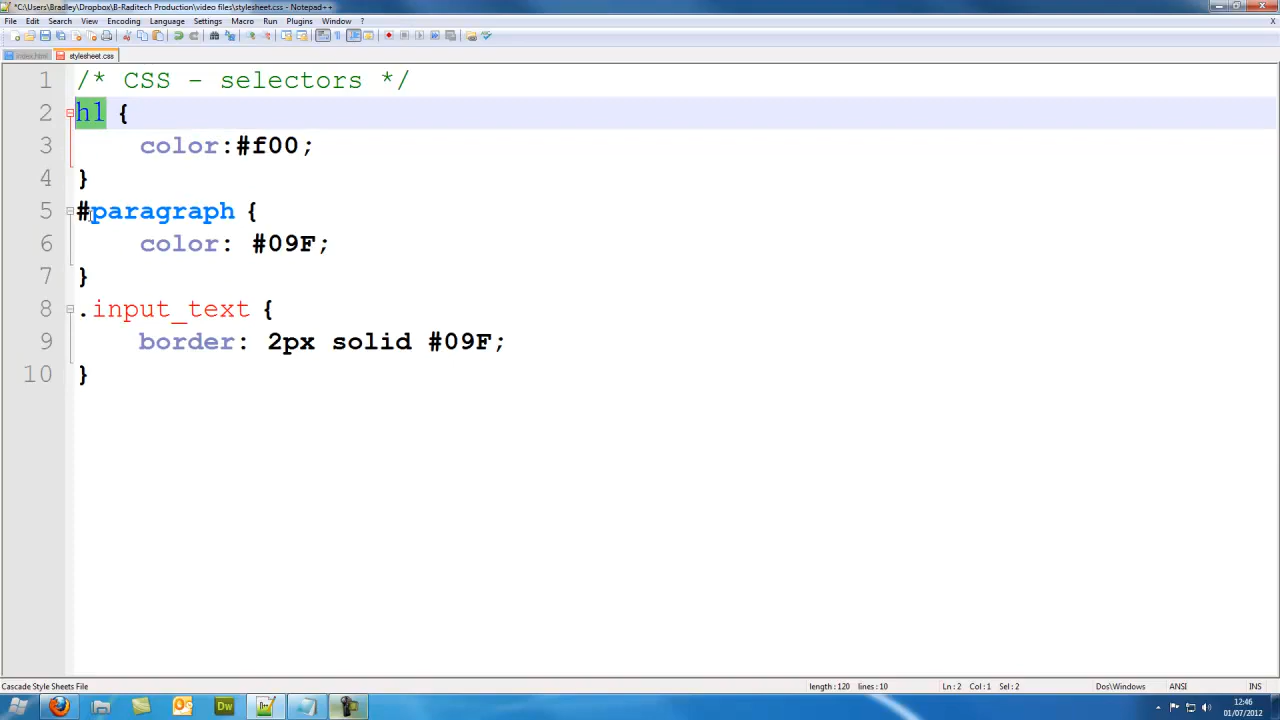 *C:\Users\Bradley\Dropbox\B-Raditech Production\video files\stylesheet.css - Notepad++
File Edit Search View Encoding Language Settings Macro Run Plugins Window ?
X
index.html stylesheet.css
1 /* CSS - selectors */
2 h1 {
3 color:#f00;
4 }
5 #paragraph {
6 color: #09F;
7 }
8 .input_text {
9 border: 2px solid #09F;
10 }
Cascade Style Sheets File length:120 lines:10 Ln:2 Col:1 Sel:2 Dos\Windows ANSI INS
Dw
12:46
01/07/2012